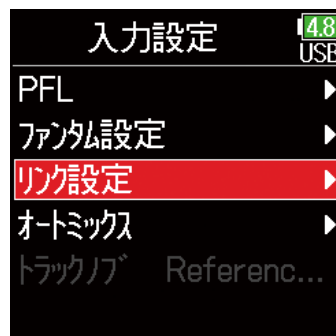 入力設定 4.8
USB
PFL
ファンタム設定
リンク設定
オートミックス
トラックノブ Referenc...